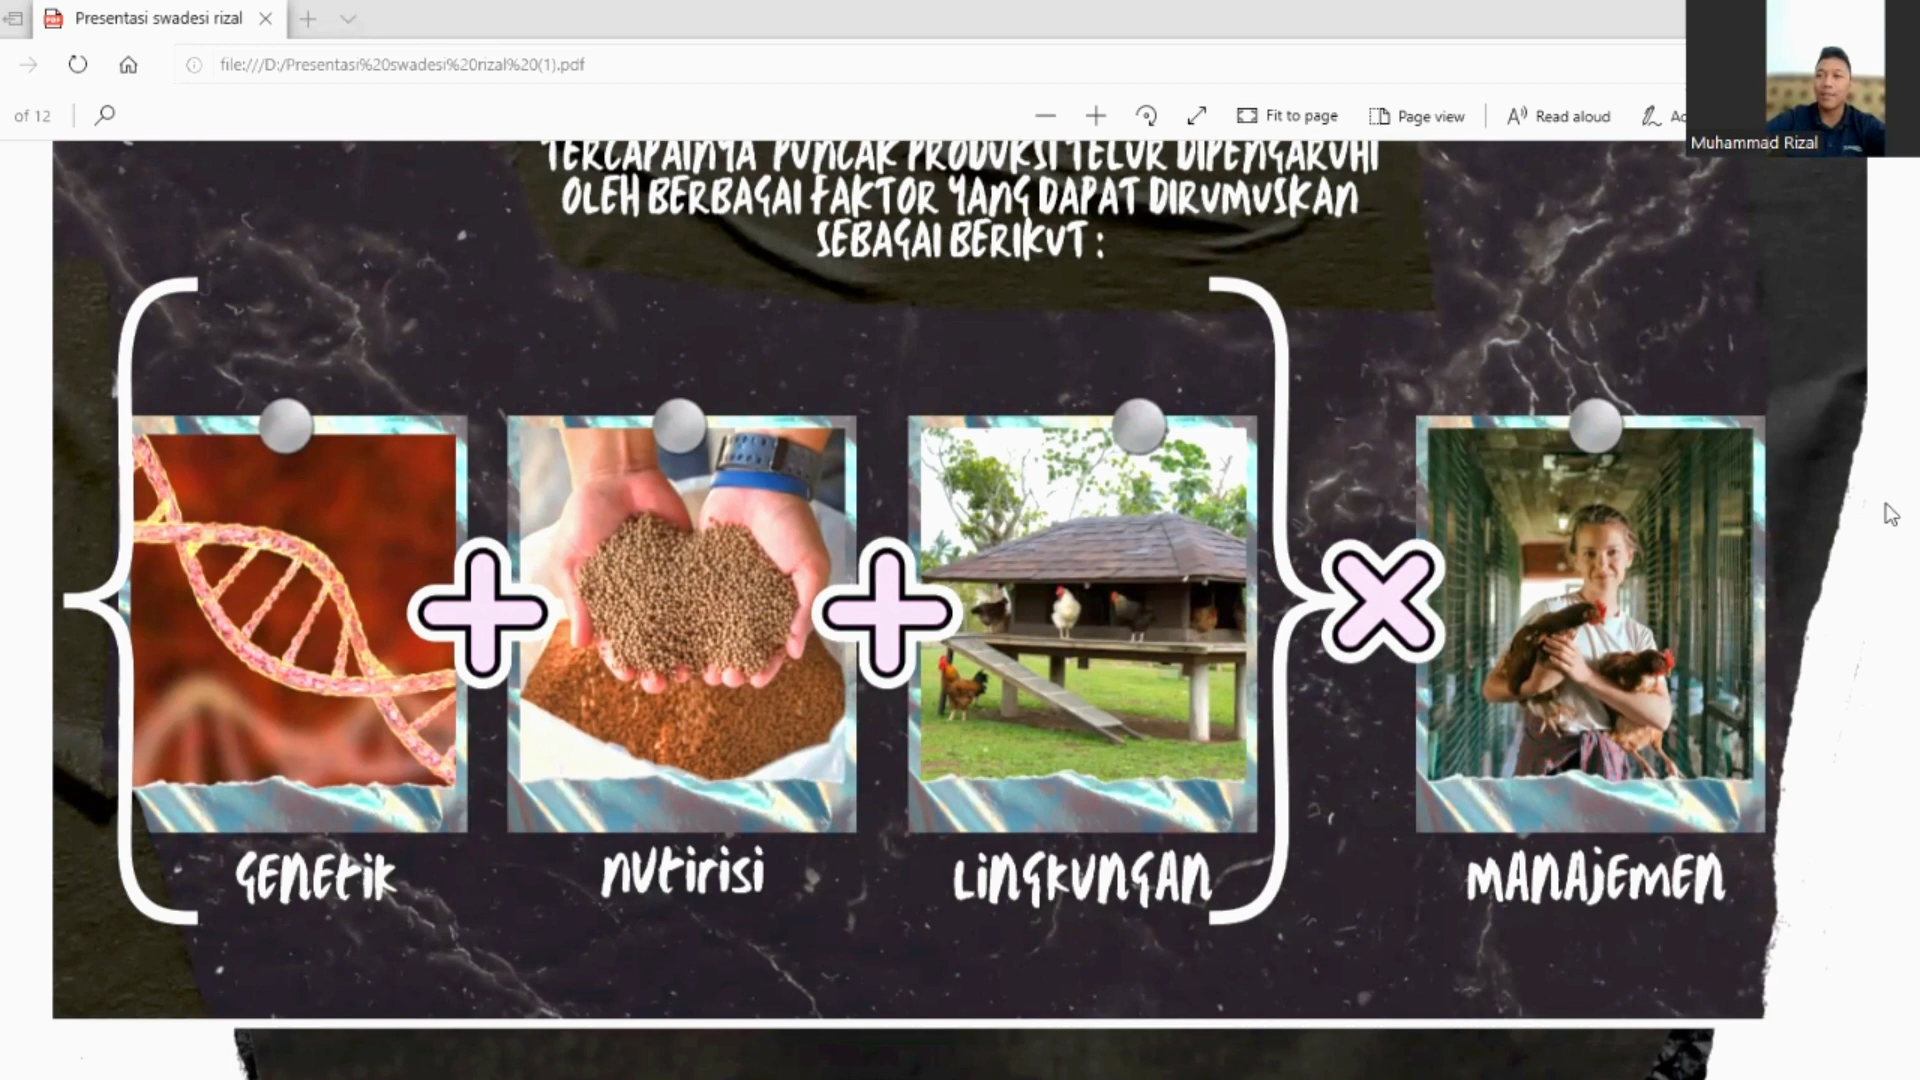 Presentasi swadesi rizal
file:///D:/Presentasi%20swadesi%20rizal%20(1).pdf
of 12
Fit to page
Page view
Read aloud
Muhammad Rizal
TERCAPAINYA PUNCAK PRODUKSI TELUR DIPENGARUHI
OLEH BERBAGAI FAKTOR YANG DAPAT DIRUMUSKAN
SEBAGAI BERIKUT :
GENETIK
NUTIRISI
LINGKUNGAN
MANAJEMEN